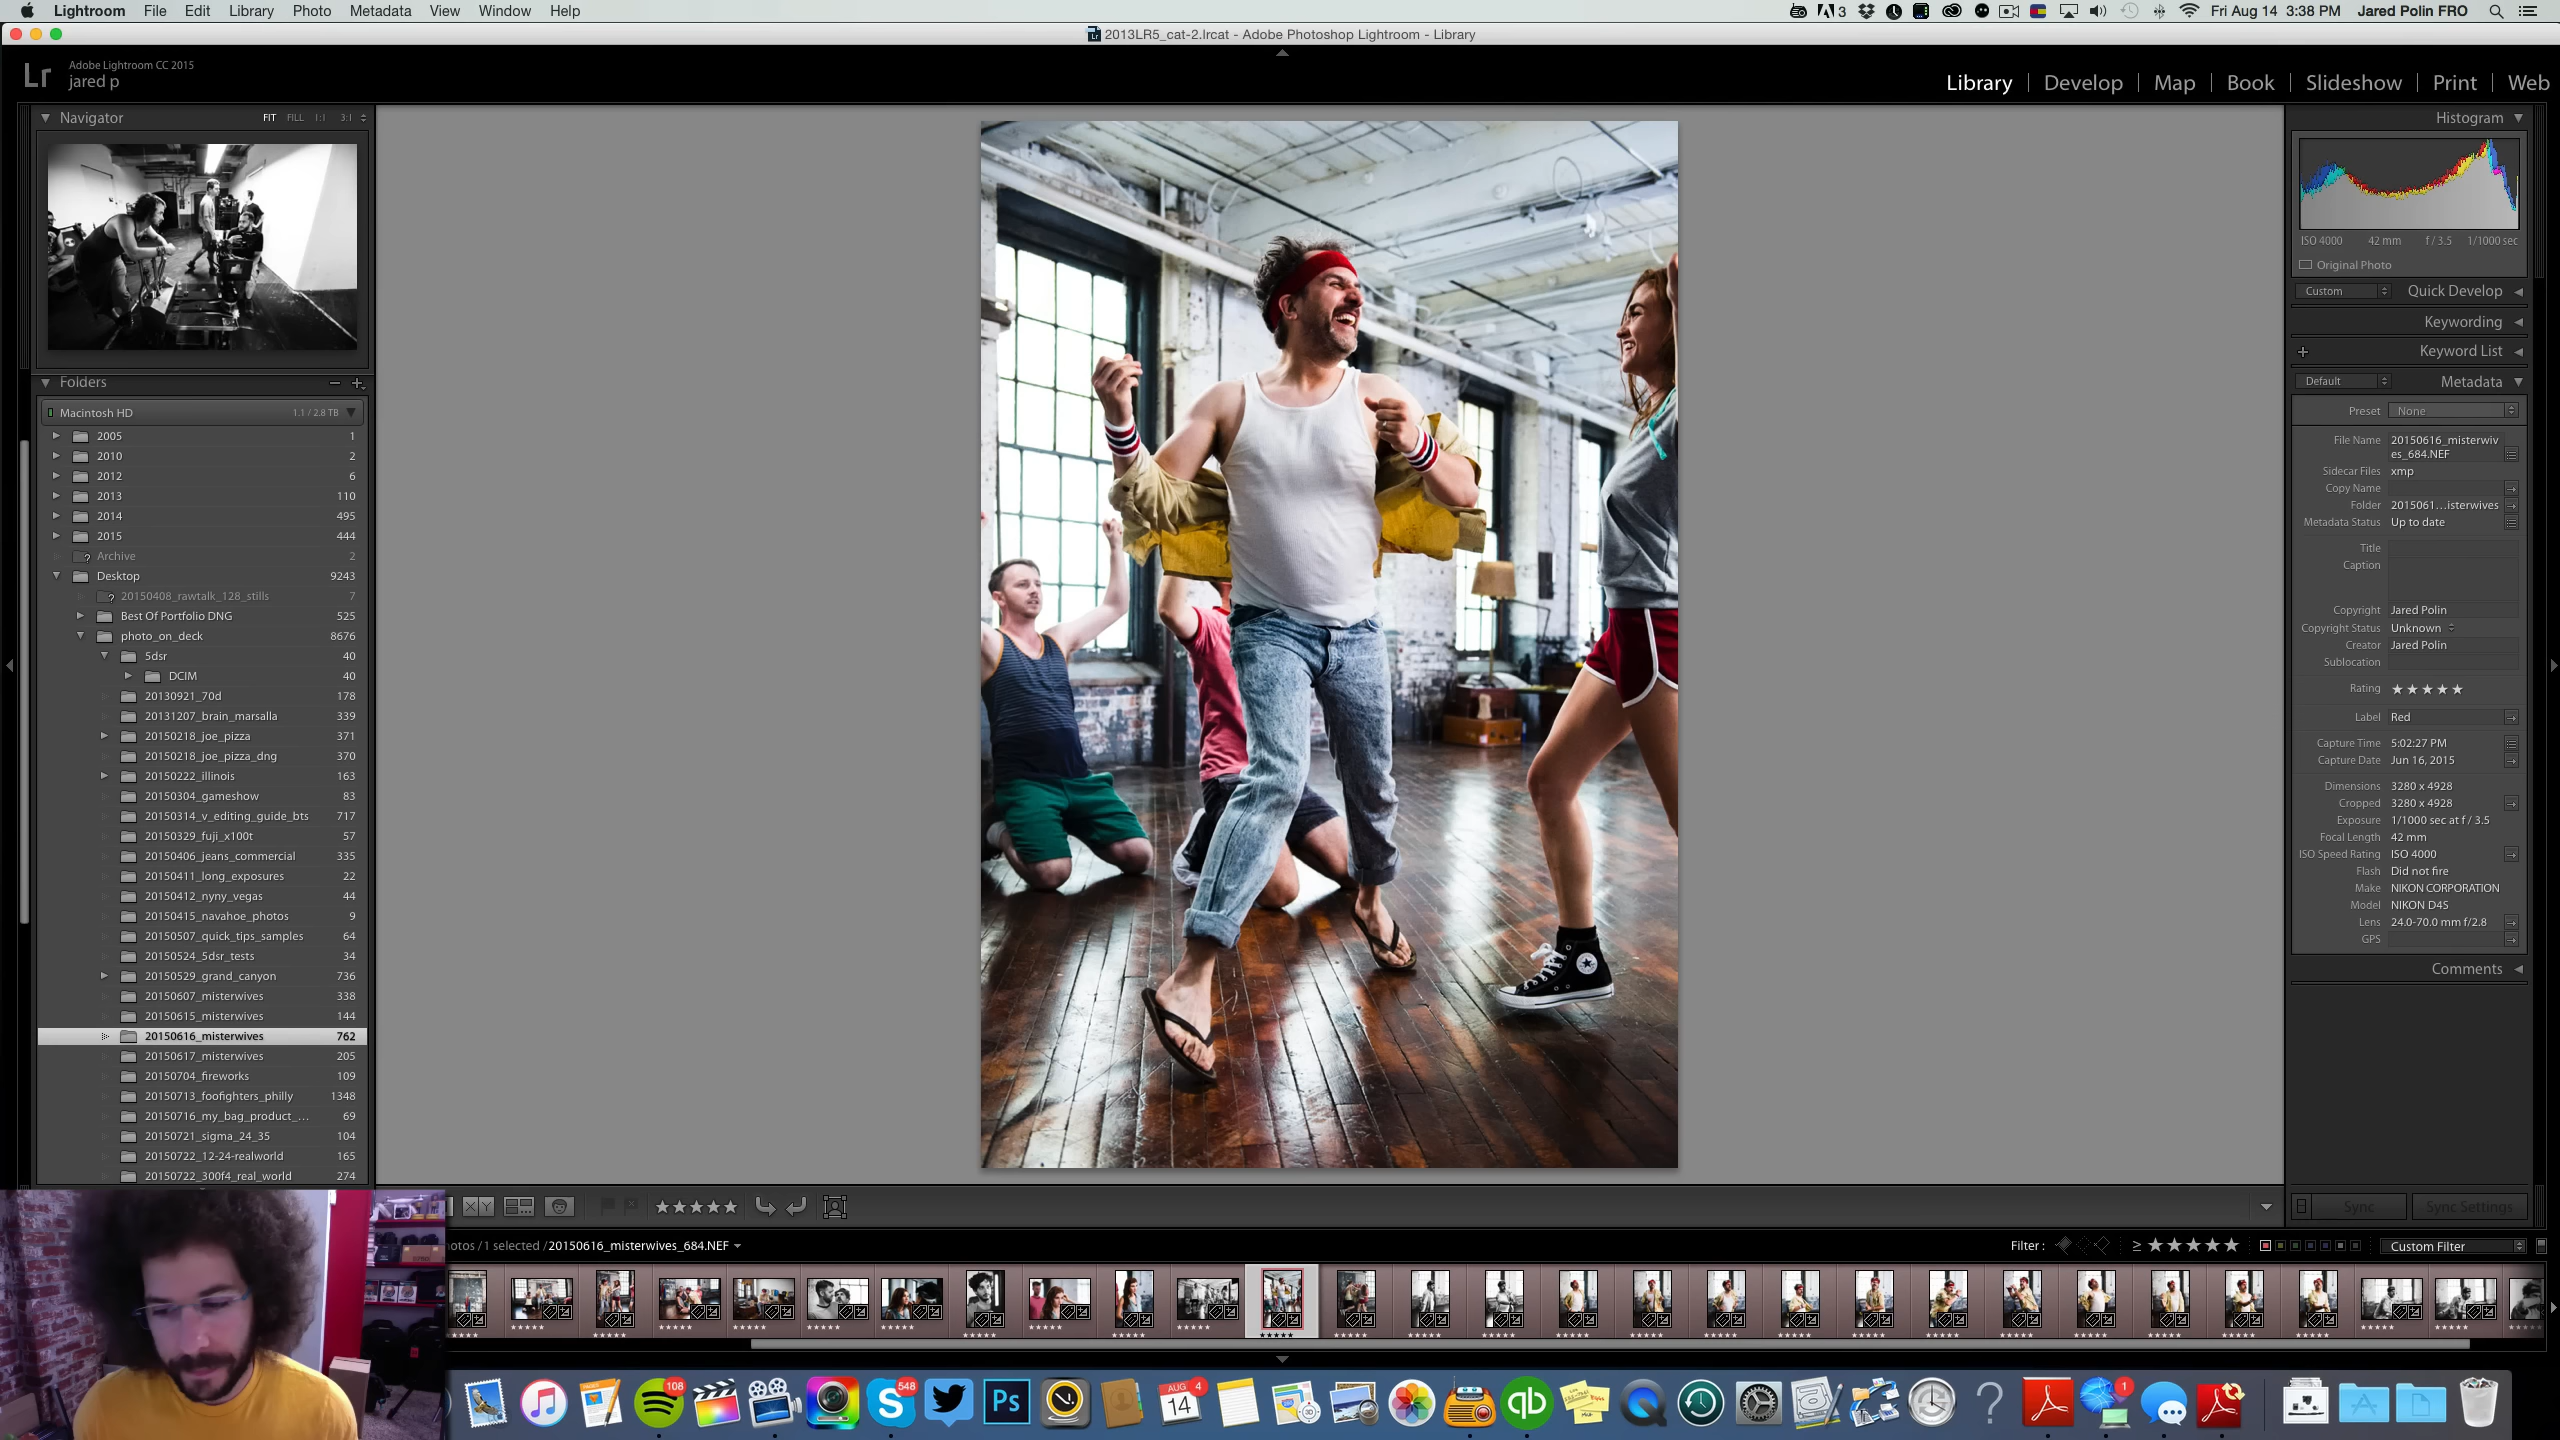 Lightroom File Edit Library Photo Metadata View Window Help
3 Fri Aug 14 3:38 PM Jared Polin FRO
2013LR5_cat-2.lrcat - Adobe Photoshop Lightroom - Library
Lr Adobe Lightroom CC 2015
jared p
Library | Develop | Map | Book | Slideshow | Print | Web
Navigator FIT FILL 1:1 3:1
Folders
Macintosh HD 1.1 / 2.8 TB
2005 1
2010 2
2012 6
2013 110
2014 495
2015 444
Archive 2
Desktop 9243
20150408_rawtalk_128_stills 7
Best Of Portfolio DNG 525
photo_on_deck 8676
5dsr 40
DCIM 40
20130921_70d 178
20131207_brain_marsalla 339
20150218_joe_pizza 371
20150218_joe_pizza_dng 370
20150222_illinois 163
20150304_gameshow 83
20150314_v_editing_guide_bts 717
20150329_fuji_x100t 57
20150406_jeans_commercial 335
20150411_long_exposures 22
20150412_nyny_vegas 44
20150415_navahoe_photos 9
20150507_quick_tips_samples 64
20150524_5dsr_tests 34
20150529_grand_canyon 736
20150607_misterwives 338
20150615_misterwives 144
20150616_misterwives 762
20150617_misterwives 205
20150704_fireworks 109
20150713_foofighters_philly 1348
20150716_my_bag_product_... 69
20150721_sigma_24_35 104
20150722_12-24-realworld 165
20150722_300f4_real_world 274
Histogram
ISO 4000 42 mm f / 3.5 1/1000 sec
Original Photo
Custom Quick Develop
Keywording
Keyword List
Default Metadata
Preset None
File Name 20150616_misterwiv
es_684.NEF
Sidecar Files xmp
Copy Name
Folder 2015061...isterwives
Metadata Status Up to date
Title
Caption
Copyright Jared Polin
Copyright Status Unknown
Creator Jared Polin
Sublocation
Rating ★★★★★
Label Red
Capture Time 5:02:27 PM
Capture Date Jun 16, 2015
Dimensions 3280 x 4928
Cropped 3280 x 4928
Exposure 1/1000 sec at f / 3.5
Focal Length 42 mm
ISO Speed Rating ISO 4000
Flash Did not fire
Make NIKON CORPORATION
Model NIKON D4S
Lens 24.0-70.0 mm f/2.8
GPS
Comments
Sync Sync Settings
XY ★★★★★
otos / 1 selected / 20150616_misterwives_684.NEF
Filter: ≥ ★★★★★ Custom Filter
108 548 Ps AUG 14 4 qb 1